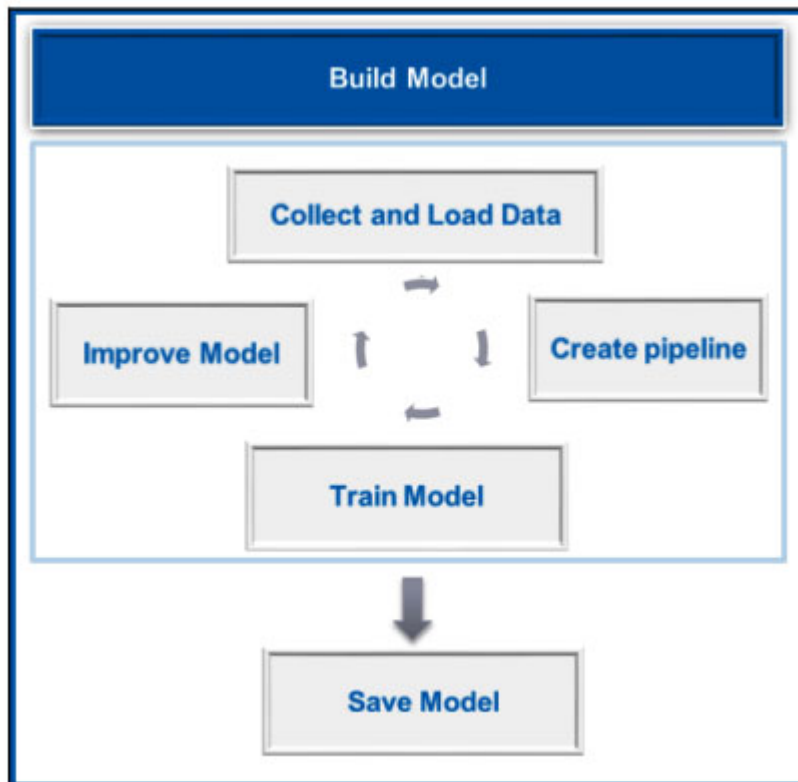 Build Model
Collect and Load Data
Improve Model
Create pipeline
Train Model
Save Model